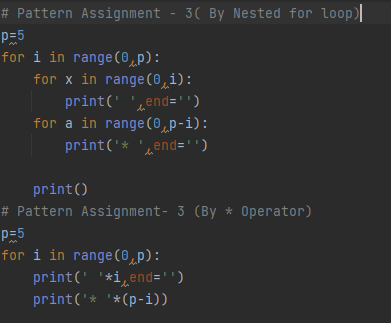 # Pattern Assignment - 3( By Nested for loop)
p=5
for i in range(0,p):
    for x in range(0,i):
        print(' ',end='')
    for a in range(0,p-i):
        print('* ',end='')

    print()
# Pattern Assignment- 3 (By * Operator)
p=5
for i in range(0,p):
    print(' '*i,end='')
    print('* '*(p-i))